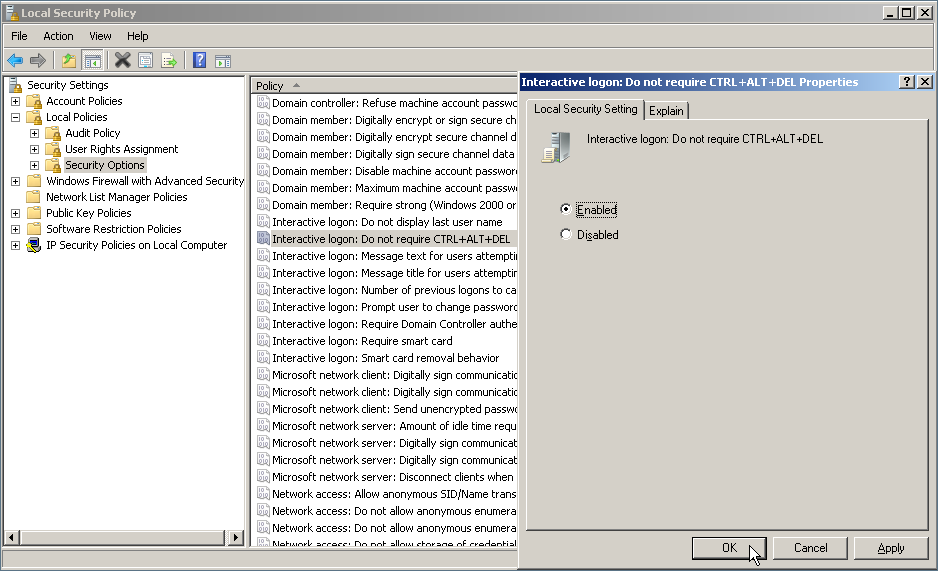 Local Security Policy
File Action View Help
Security Settings
Account Policies
Local Policies
Audit Policy
User Rights Assignment
Security Options
Windows Firewall with Advanced Security
Network List Manager Policies
Public Key Policies
Software Restriction Policies
IP Security Policies on Local Computer
Policy
Domain controller: Refuse machine account passwo
Domain member: Digitally encrypt or sign secure ch
Domain member: Digitally encrypt secure channel d
Domain member: Digitally sign secure channel data
Domain member: Disable machine account password
Domain member: Maximum machine account passw
Domain member: Require strong (Windows 2000 or
Interactive logon: Do not display last user name
Interactive logon: Do not require CTRL+ALT+DEL
Interactive logon: Message text for users attemptin
Interactive logon: Message title for users attemptin
Interactive logon: Number of previous logons to ca
Interactive logon: Prompt user to change password
Interactive logon: Require Domain Controller authe
Interactive logon: Require smart card
Interactive logon: Smart card removal behavior
Microsoft network client: Digitally sign communicatio
Microsoft network client: Digitally sign communicatio
Microsoft network client: Send unencrypted passwo
Microsoft network server: Amount of idle time requ
Microsoft network server: Digitally sign communicat
Microsoft network server: Digitally sign communicat
Microsoft network server: Disconnect clients when
Network access: Allow anonymous SID/Name trans
Network access: Do not allow anonymous enumera
Network access: Do not allow anonymous enumera
Network access: Do not allow storage of credential
Interactive logon: Do not require CTRL+ALT+DEL Properties
Local Security Setting Explain
Interactive logon: Do not require CTRL+ALT+DEL
Enabled
Disabled
OK Cancel Apply